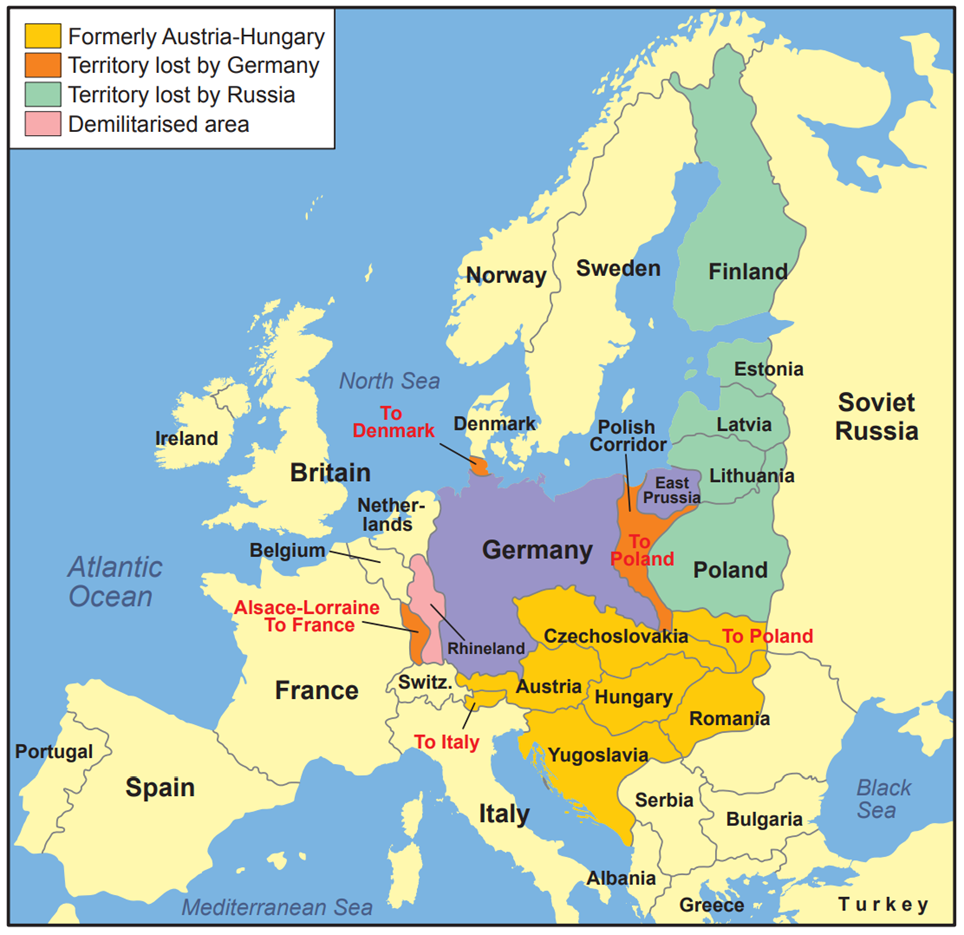 Formerly Austria-Hungary
Territory lost by Germany
Territory lost by Russia
Demilitarised area
Norway
Sweden
Finland
North Sea
Estonia
To
Denmark
Denmark
Polish
Corridor
Latvia
Soviet
Russia
Ireland
Britain
Lithuania
East
Prussia
Nether-
lands
Belgium
Germany
To
Poland
Poland
Atlantic
Ocean
Alsace-Lorraine
To France
Rhineland
Czechoslovakia
To Poland
France
Switz.
Austria
Hungary
Romania
To Italy
Yugoslavia
Portugal
Spain
Italy
Serbia
Bulgaria
Black
Sea
Albania
Mediterranean Sea
Greece
Turkey